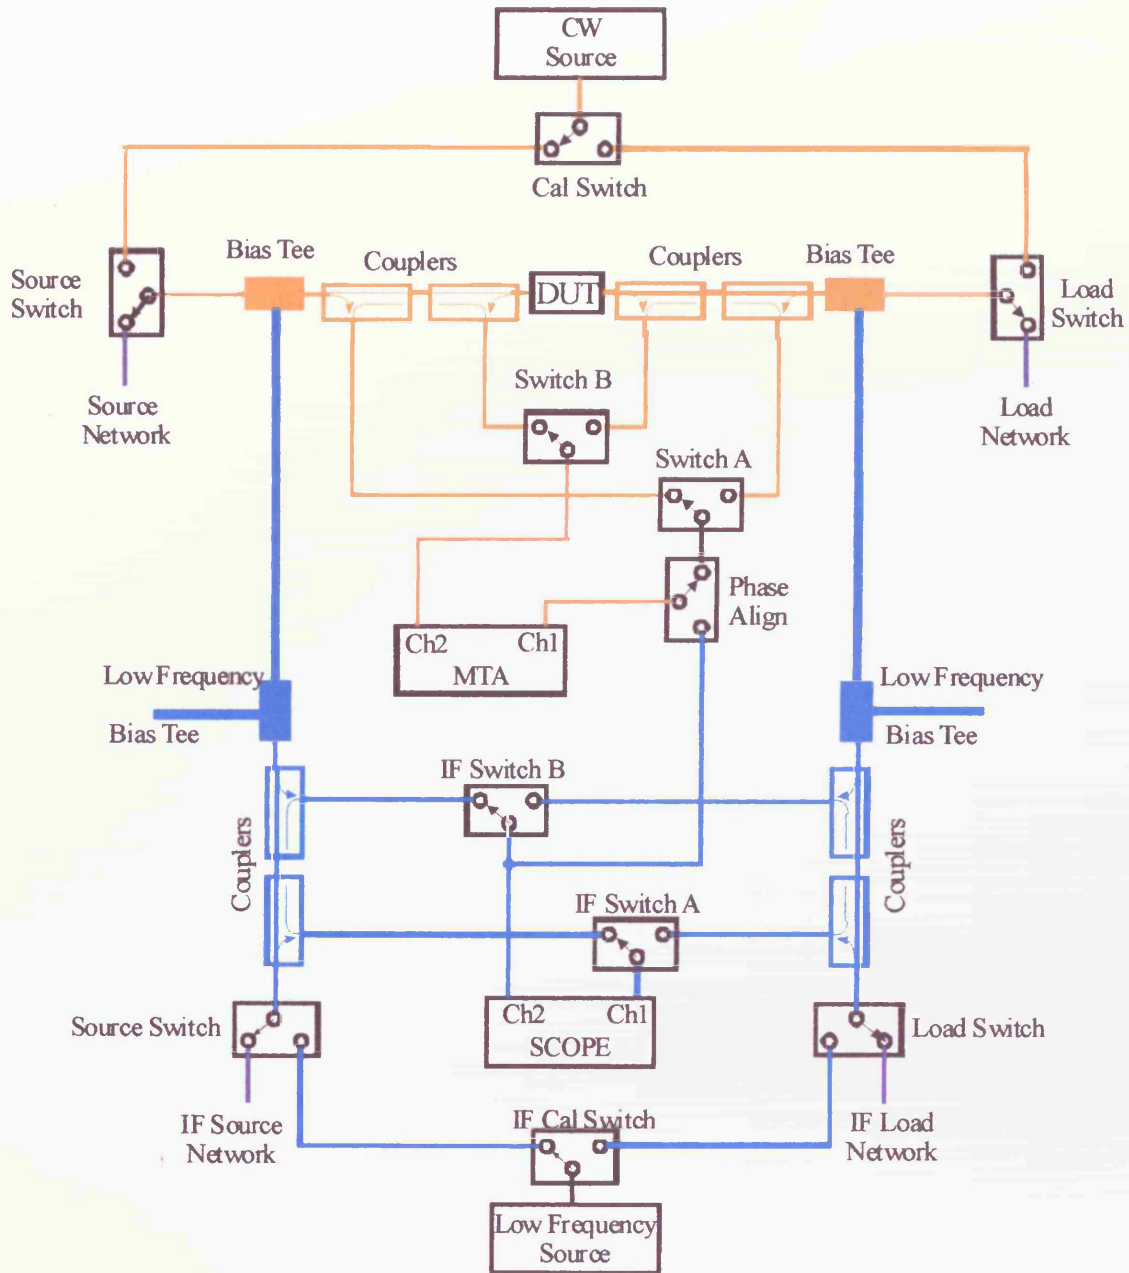 CW
Source
Cal Switch
Bias Tee
Couplers
Couplers
Bias Tee
Source
Switch
DUT
Load
Switch
Switch B
Source
Network
Load
Network
Switch A
Phase
Align
Ch2
Ch1
MTA
Low Frequency
Bias Tee
Low Frequency
Bias Tee
IF Switch B
Couplers
Couplers
IF Switch A
Source Switch
Ch2
Ch1
SCOPE
Load Switch
IF Source
Network
IF Cal Switch
IF Load
Network
Low Frequency
Source